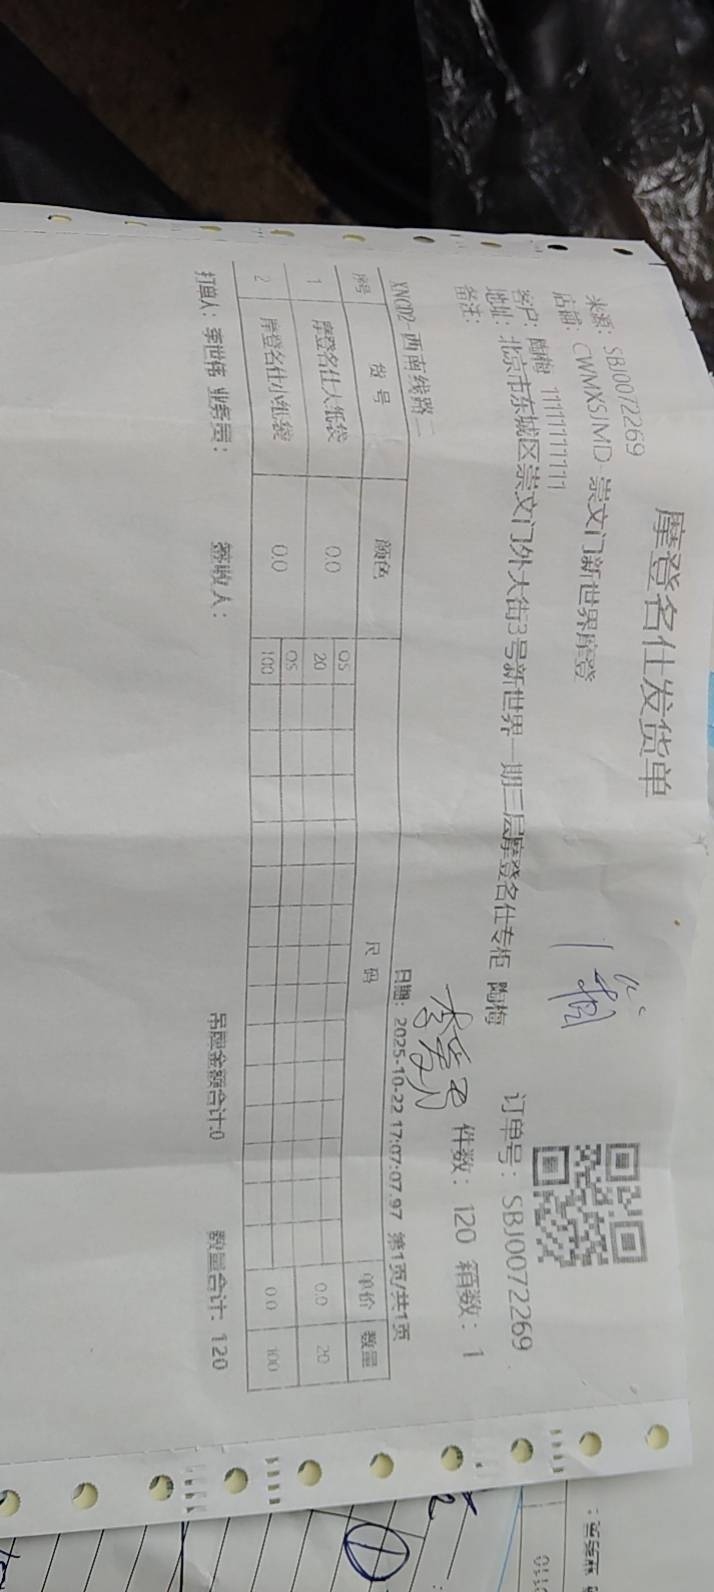 摩登名仕发货单
来源: SBJ0072269
店铺: CWMXSJMD-崇文门新世界摩登
客户: 陶梅 11111111111
订单号: SBJ0072269
地址: 北京市东城区崇文门外大街3号新世界一期三层摩登名仕专柜 陶梅
备注:
件数: 120 箱数: 1
XNC02-西南线路二
日期: 2025-10-22 17:07:07.97 第1页/共1页
序号 货号 颜色 尺码 单价 数量
1 摩登名仕大纸袋 0.0 QS 0.0 20
20
2 摩登名仕小纸袋 0.0 QS 0.0 100
100
打单人: 李世伟 业务员: 签收人: 吊牌金额合计:0 数量合计: 120